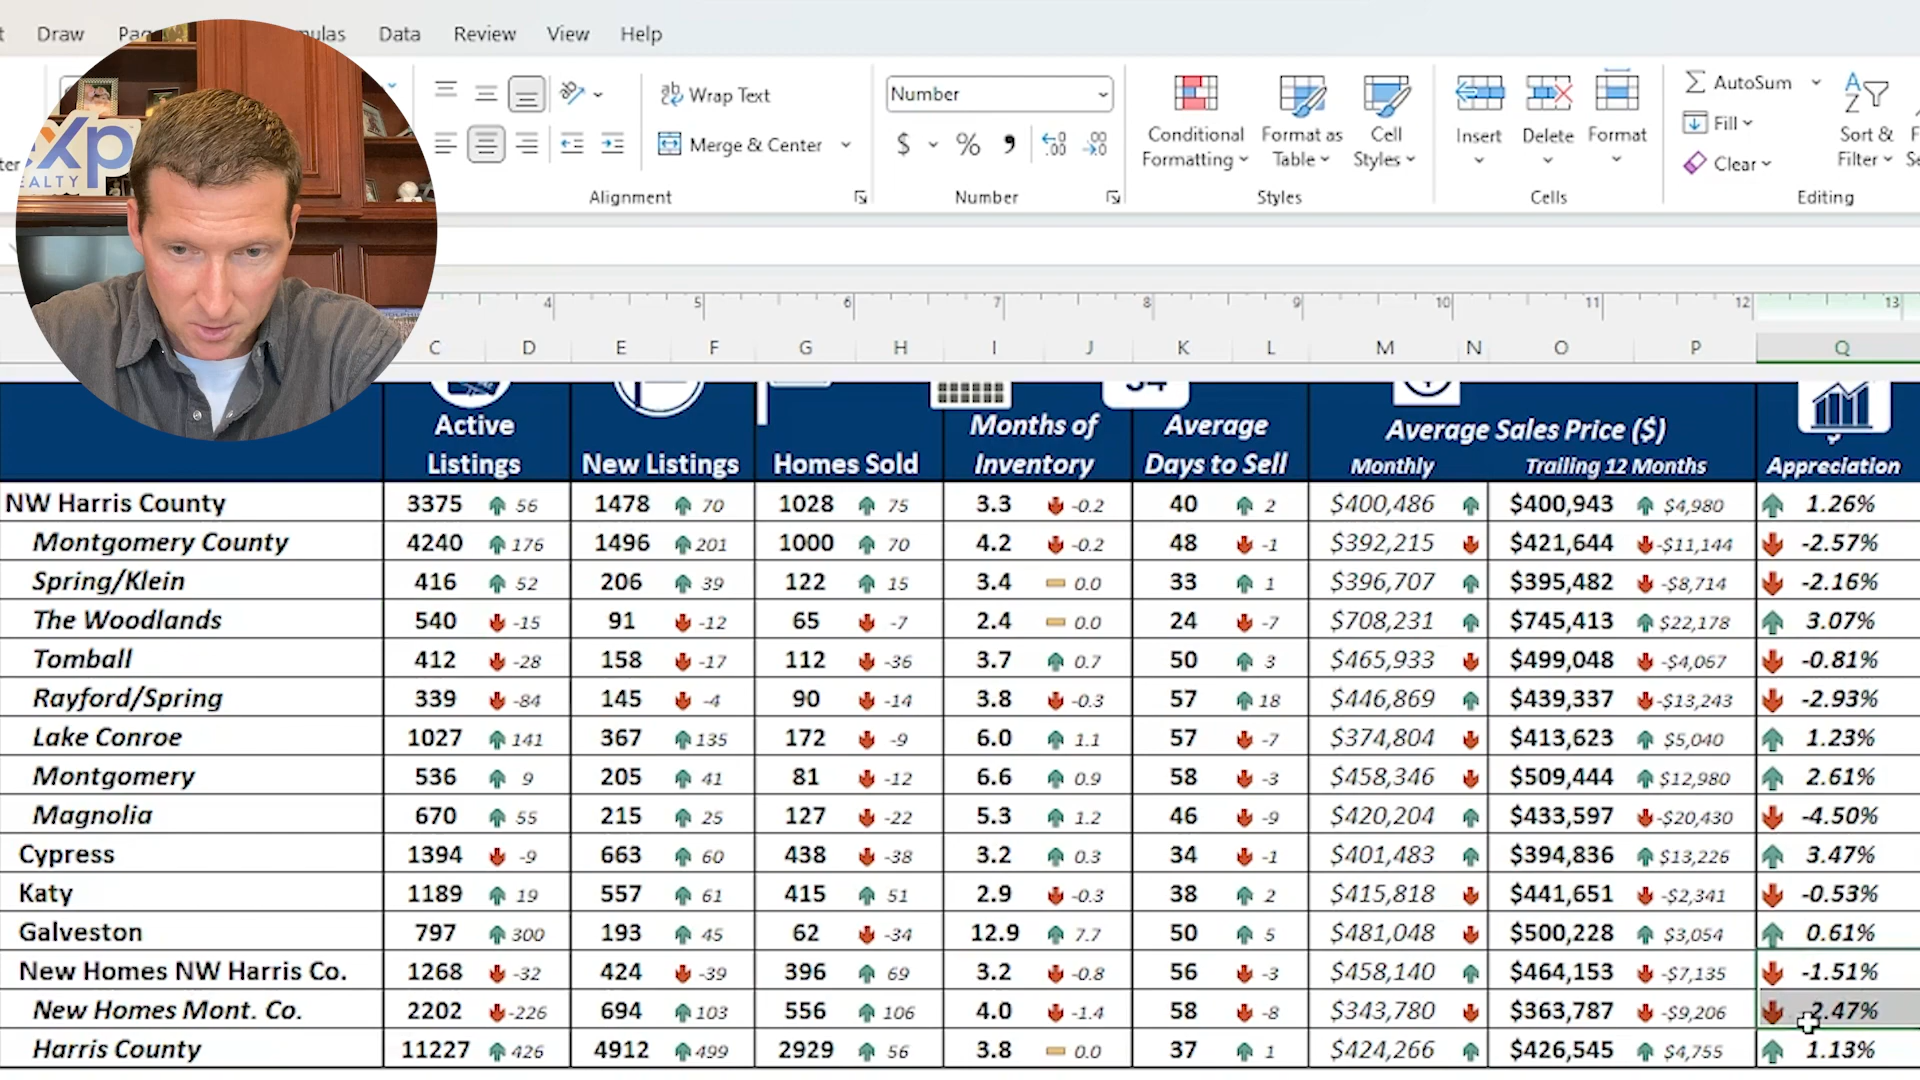 Draw Data Review View Help
Wrap Text
Number
AutoSum
Conditional Formatting
Format as Table
Cell Styles
Insert
Delete
Format
Fill
Sort & Filter
Merge & Center
$ % 9
Clear
Alignment
Number
Styles
Cells
Editing
eXp
REALTY
4 5 6 7 8 9 10 11 12 13
C D E F G H I J K L M N O P Q
Active Listings
New Listings
Homes Sold
Months of Inventory
Average Days to Sell
Average Sales Price ($)
Monthly
Trailing 12 Months
Appreciation
NW Harris County 3375 56 1478 70 1028 75 3.3 -0.2 40 2 $400,486 $400,943 $4,980 1.26%
Montgomery County 4240 176 1496 201 1000 70 4.2 -0.2 48 -1 $392,215 $421,644 -$11,144 -2.57%
Spring/Klein 416 52 206 39 122 15 3.4 0.0 33 1 $396,707 $395,482 -$8,714 -2.16%
The Woodlands 540 -15 91 -12 65 -7 2.4 0.0 24 -7 $708,231 $745,413 $22,178 3.07%
Tomball 412 -28 158 -17 112 -36 3.7 0.7 50 3 $465,933 $499,048 -$4,067 -0.81%
Rayford/Spring 339 -84 145 -4 90 -14 3.8 -0.3 57 18 $446,869 $439,337 -$13,243 -2.93%
Lake Conroe 1027 141 367 135 172 -9 6.0 1.1 57 -7 $374,804 $413,623 $5,040 1.23%
Montgomery 536 9 205 41 81 -12 6.6 0.9 58 -3 $458,346 $509,444 $12,980 2.61%
Magnolia 670 55 215 25 127 -22 5.3 1.2 46 -9 $420,204 $433,597 -$20,430 -4.50%
Cypress 1394 -9 663 60 438 -38 3.2 0.3 34 -1 $401,483 $394,836 $13,226 3.47%
Katy 1189 19 557 61 415 51 2.9 -0.3 38 2 $415,818 $441,651 -$2,341 -0.53%
Galveston 797 300 193 45 62 -34 12.9 7.7 50 5 $481,048 $500,228 $3,054 0.61%
New Homes NW Harris Co. 1268 -32 424 -39 396 69 3.2 -0.8 56 -3 $458,140 $464,153 -$7,135 -1.51%
New Homes Mont. Co. 2202 -226 694 103 556 106 4.0 -1.4 58 -8 $343,780 $363,787 -$9,206 -2.47%
Harris County 11227 426 4912 499 2929 56 3.8 0.0 37 1 $424,266 $426,545 $4,755 1.13%